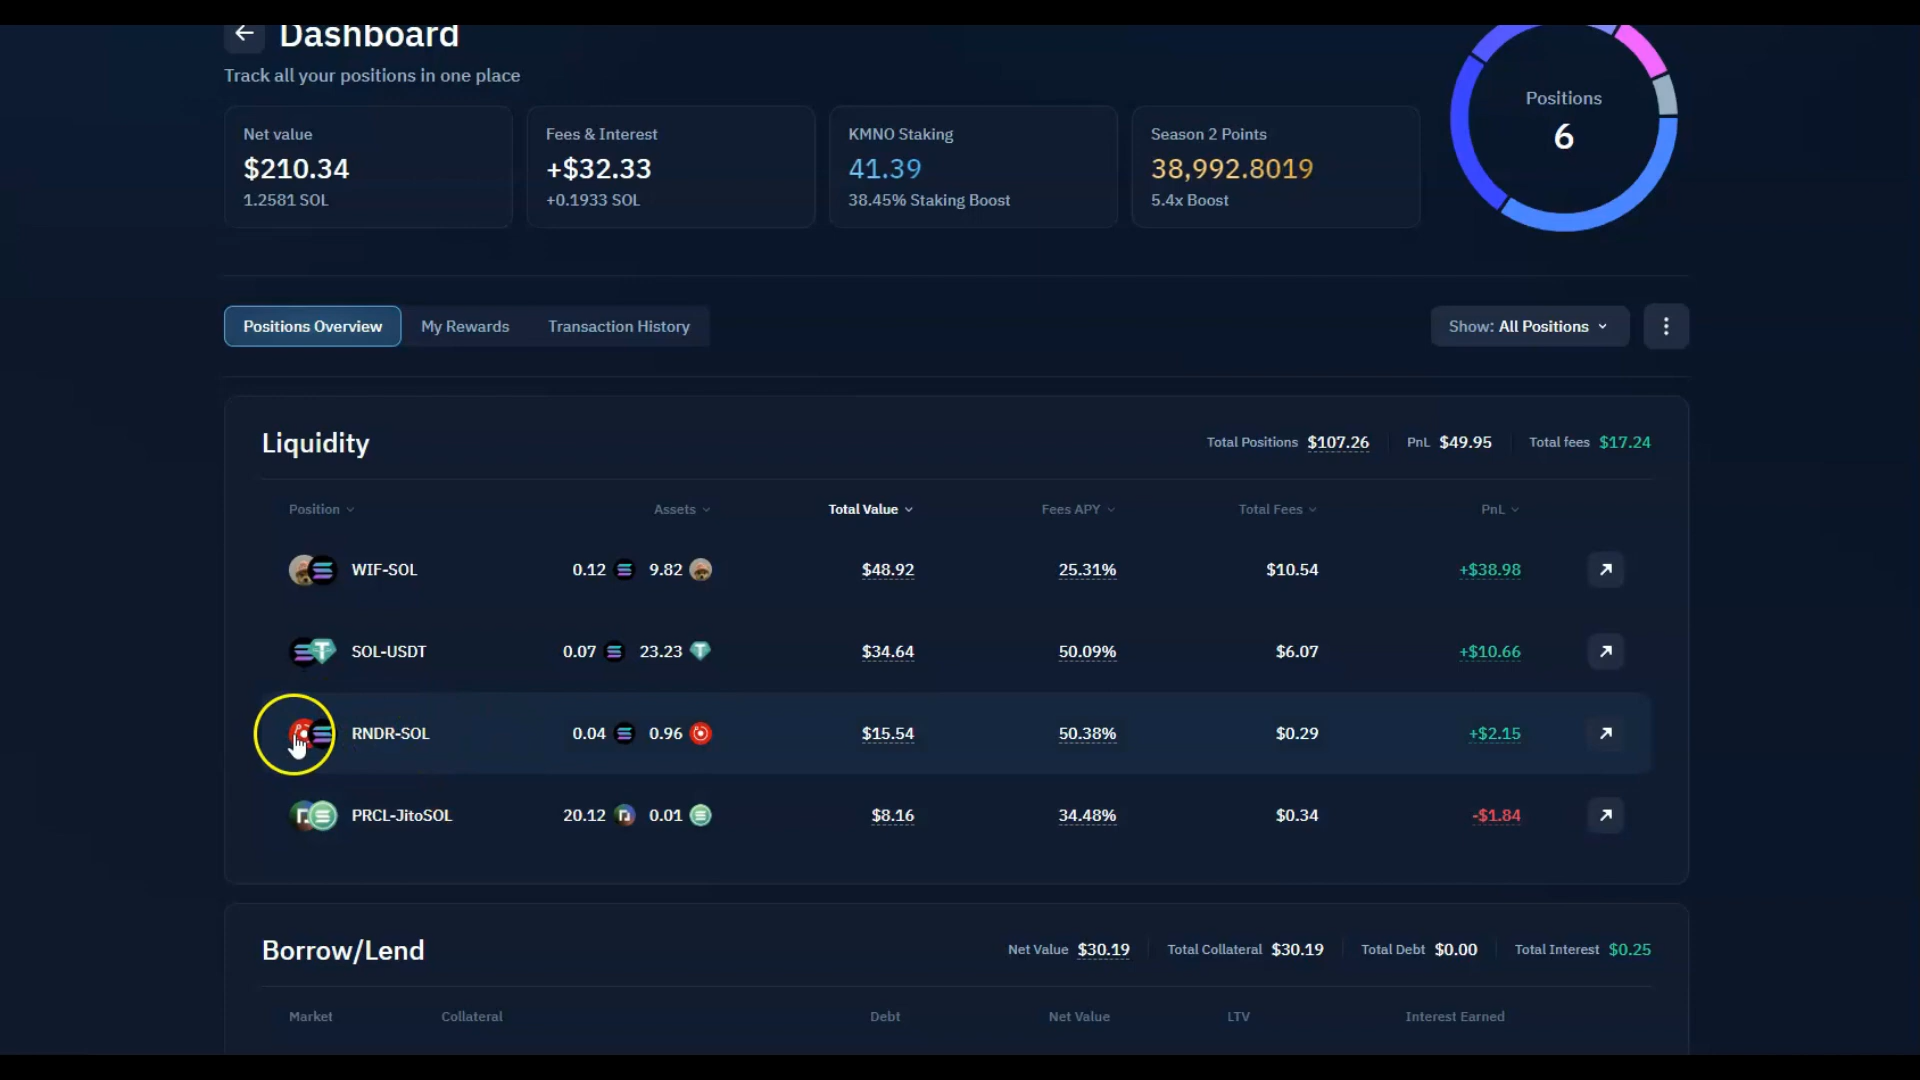 Dashboard
Track all your positions in one place
Net value
$210.34
1.2581 SOL
Fees & Interest
+$32.33
+0.1933 SOL
KMNO Staking
41.39
38.45% Staking Boost
Season 2 Points
38,992.8019
5.4x Boost
Positions
6
Positions Overview My Rewards Transaction History Show: All Positions
Liquidity Total Positions $107.26 PnL $49.95 Total fees $17.24
Position Assets Total Value Fees APY Total Fees PnL
WIF-SOL 0.12 9.82 $48.92 25.31% $10.54 +$38.98
SOL-USDT 0.07 23.23 $34.64 50.09% $6.07 +$10.66
RNDR-SOL 0.04 0.96 $15.54 50.38% $0.29 +$2.15
PRCL-JitoSOL 20.12 0.01 $8.16 34.48% $0.34 -$1.84
Borrow/Lend Net Value $30.19 Total Collateral $30.19 Total Debt $0.00 Total Interest $0.25
Market Collateral Debt Net Value LTV Interest Earned